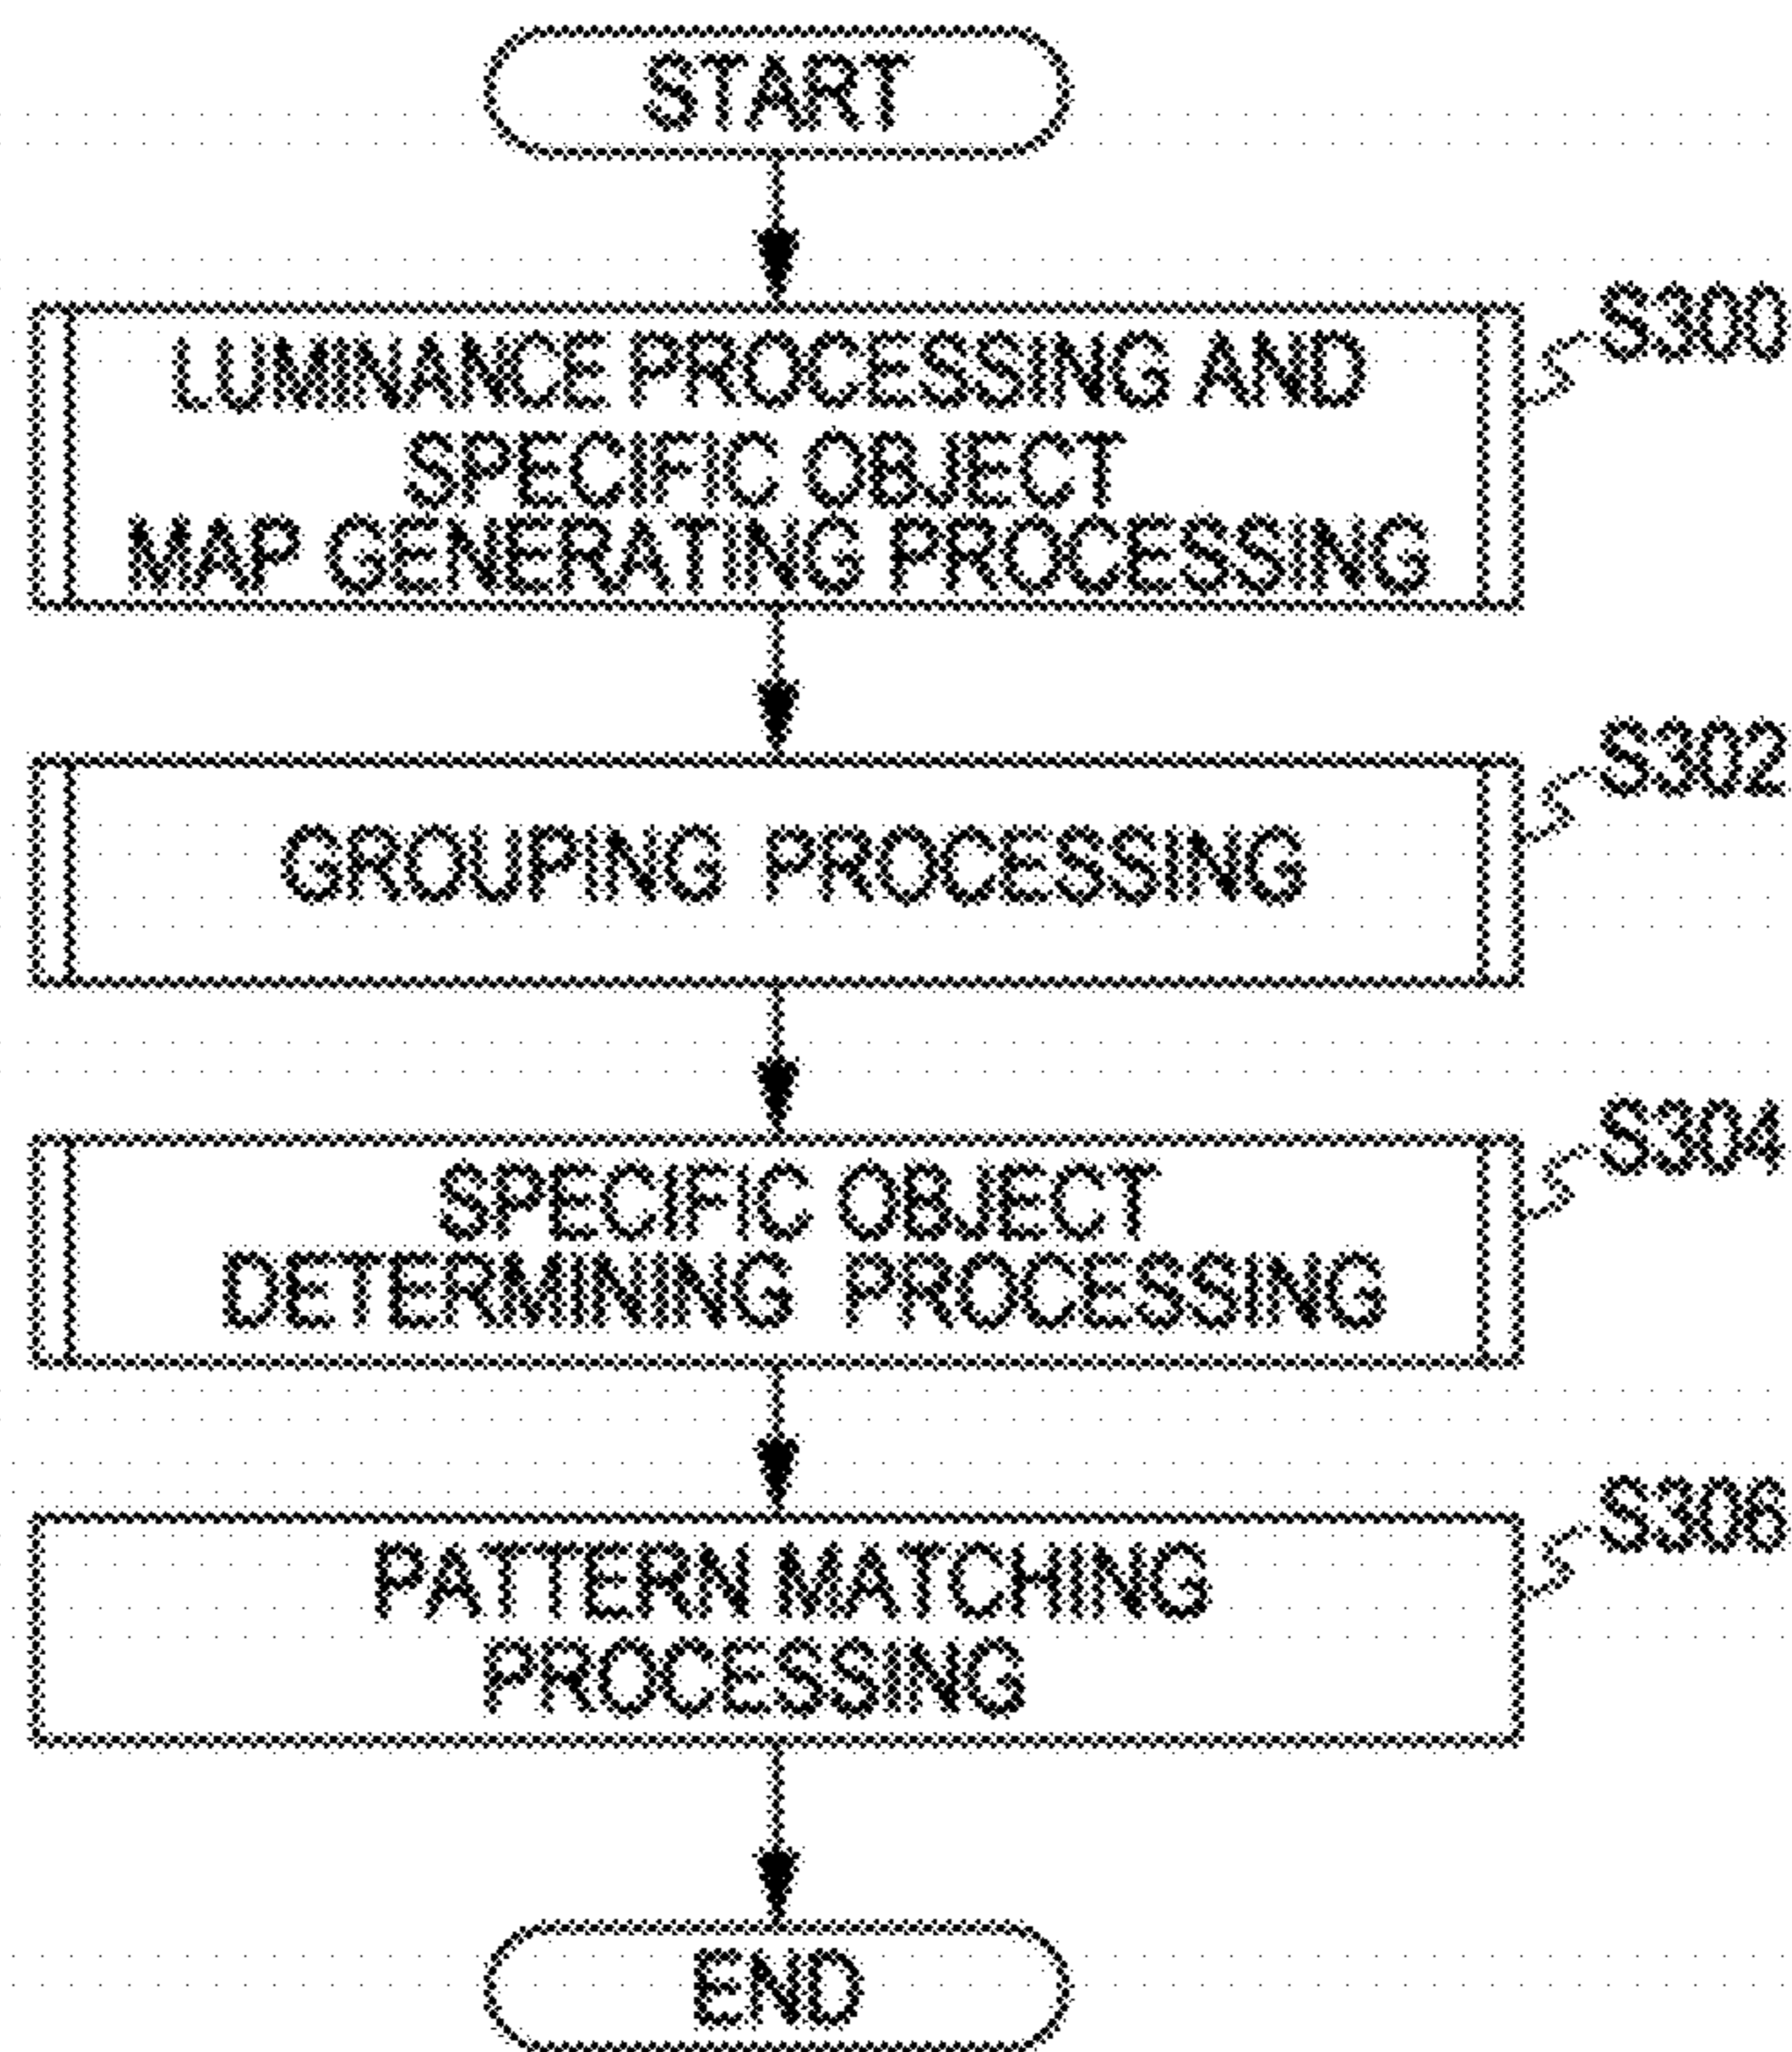 START
S300
LUMINANCE PROCESSING AND
SPECIFIC OBJECT
MAP GENERATING PROCESSING
S302
GROUPING PROCESSING
S304
SPECIFIC OBJECT
DETERMINING PROCESSING
S306
PATTERN MATCHING
PROCESSING
END